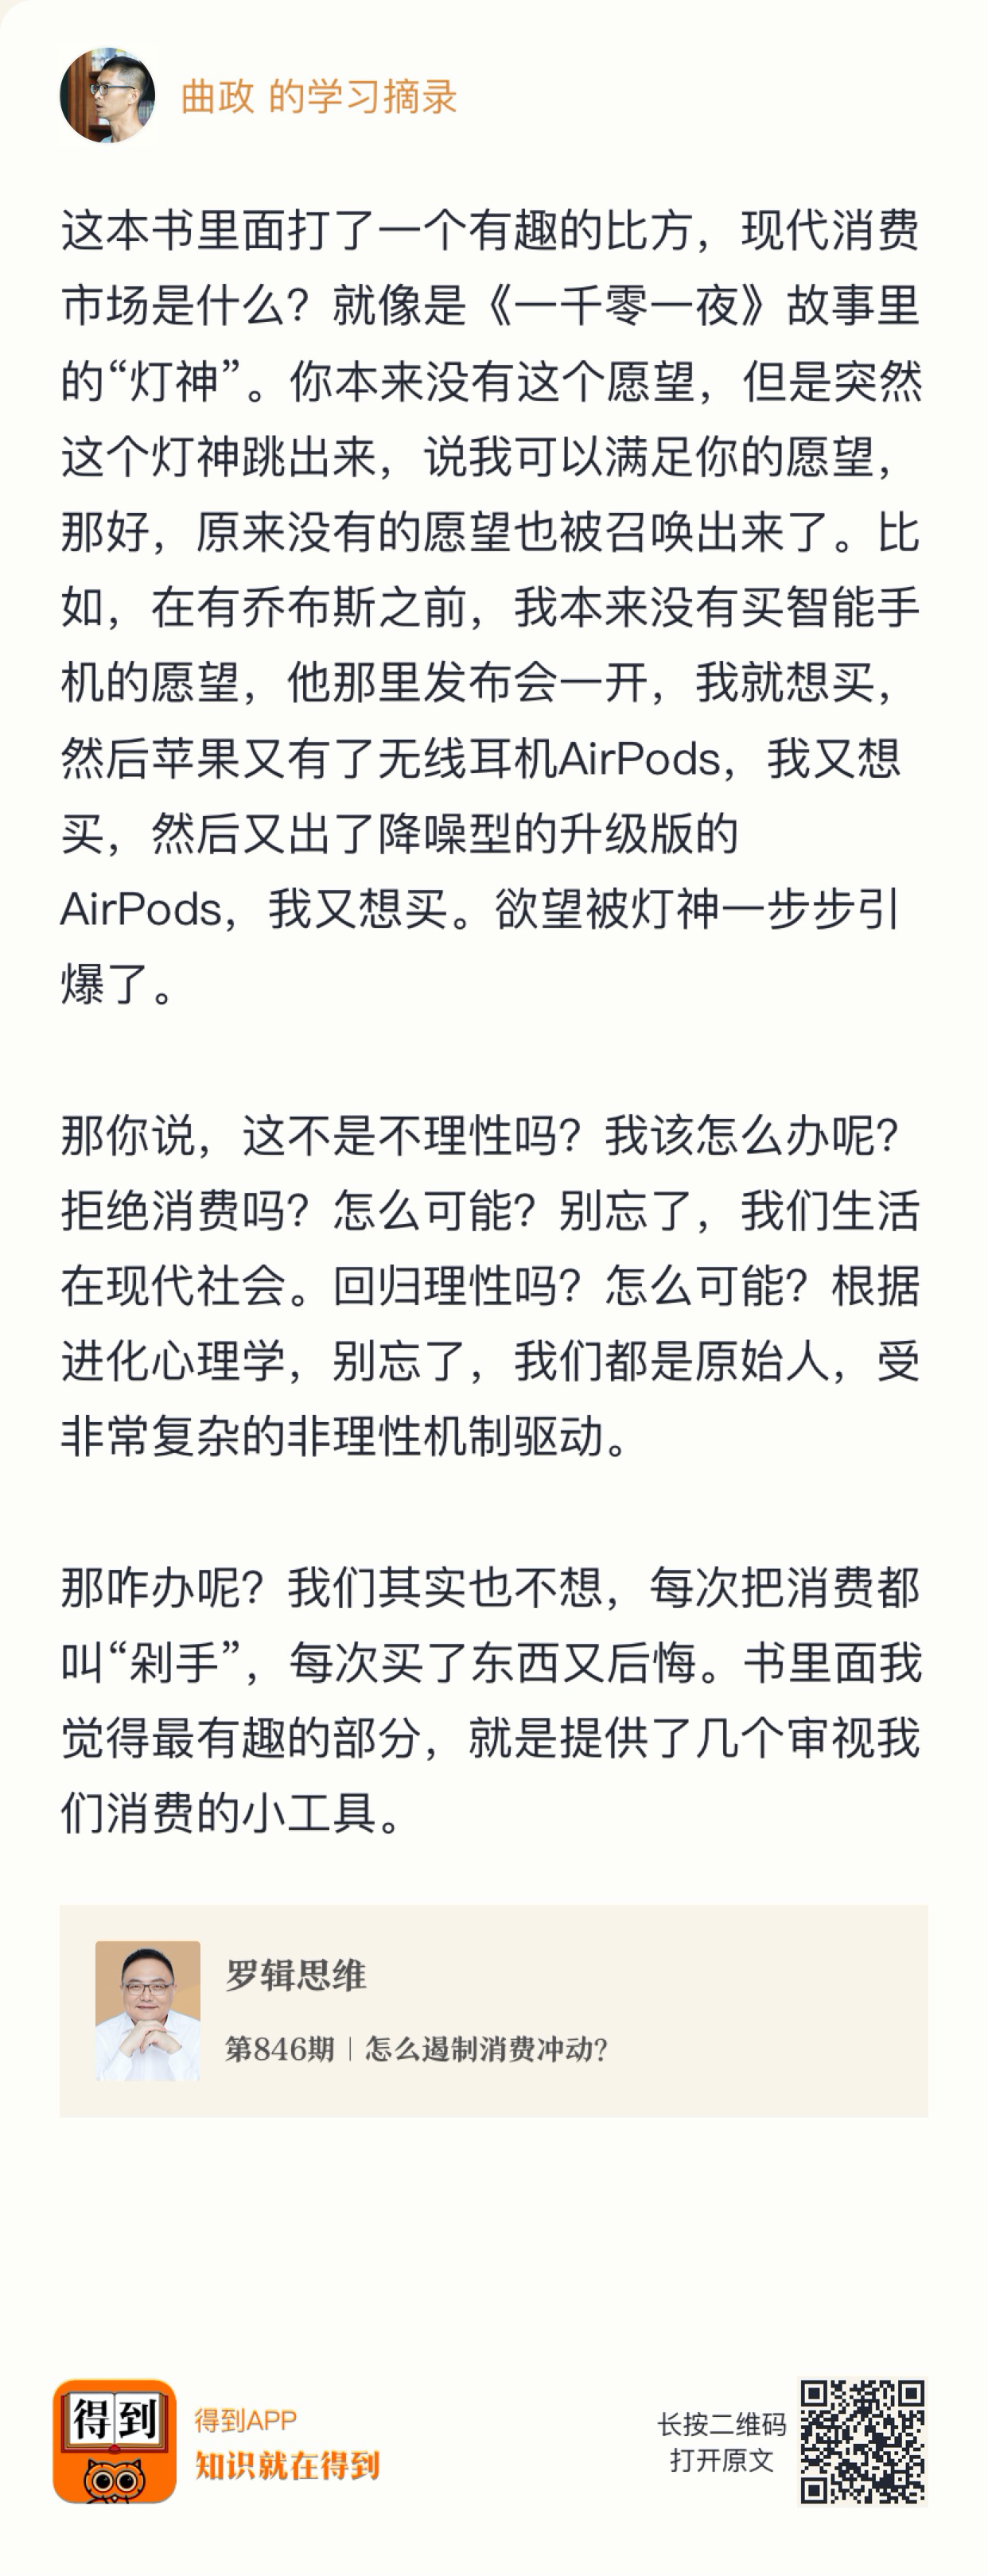 曲政 的学习摘录
这本书里面打了一个有趣的比方，现代消费
市场是什么？就像是《一千零一夜》故事里
的“灯神”。你本来没有这个愿望，但是突然
这个灯神跳出来，说我可以满足你的愿望，
那好，原来没有的愿望也被召唤出来了。比
如，在有乔布斯之前，我本来没有买智能手
机的愿望，他那里发布会一开，我就想买，
然后苹果又有了无线耳机AirPods，我又想
买，然后又出了降噪型的升级版的
AirPods，我又想买。欲望被灯神一步步引
爆了。
那你说，这不是不理性吗？我该怎么办呢？
拒绝消费吗？怎么可能？别忘了，我们生活
在现代社会。回归理性吗？怎么可能？根据
进化心理学，别忘了，我们都是原始人，受
非常复杂的非理性机制驱动。
那咋办呢？我们其实也不想，每次把消费都
叫“剁手”，每次买了东西又后悔。书里面我
觉得最有趣的部分，就是提供了几个审视我
们消费的小工具。
罗辑思维
第846期｜怎么遏制消费冲动？
得到
得到APP
知识就在得到
长按二维码
打开原文